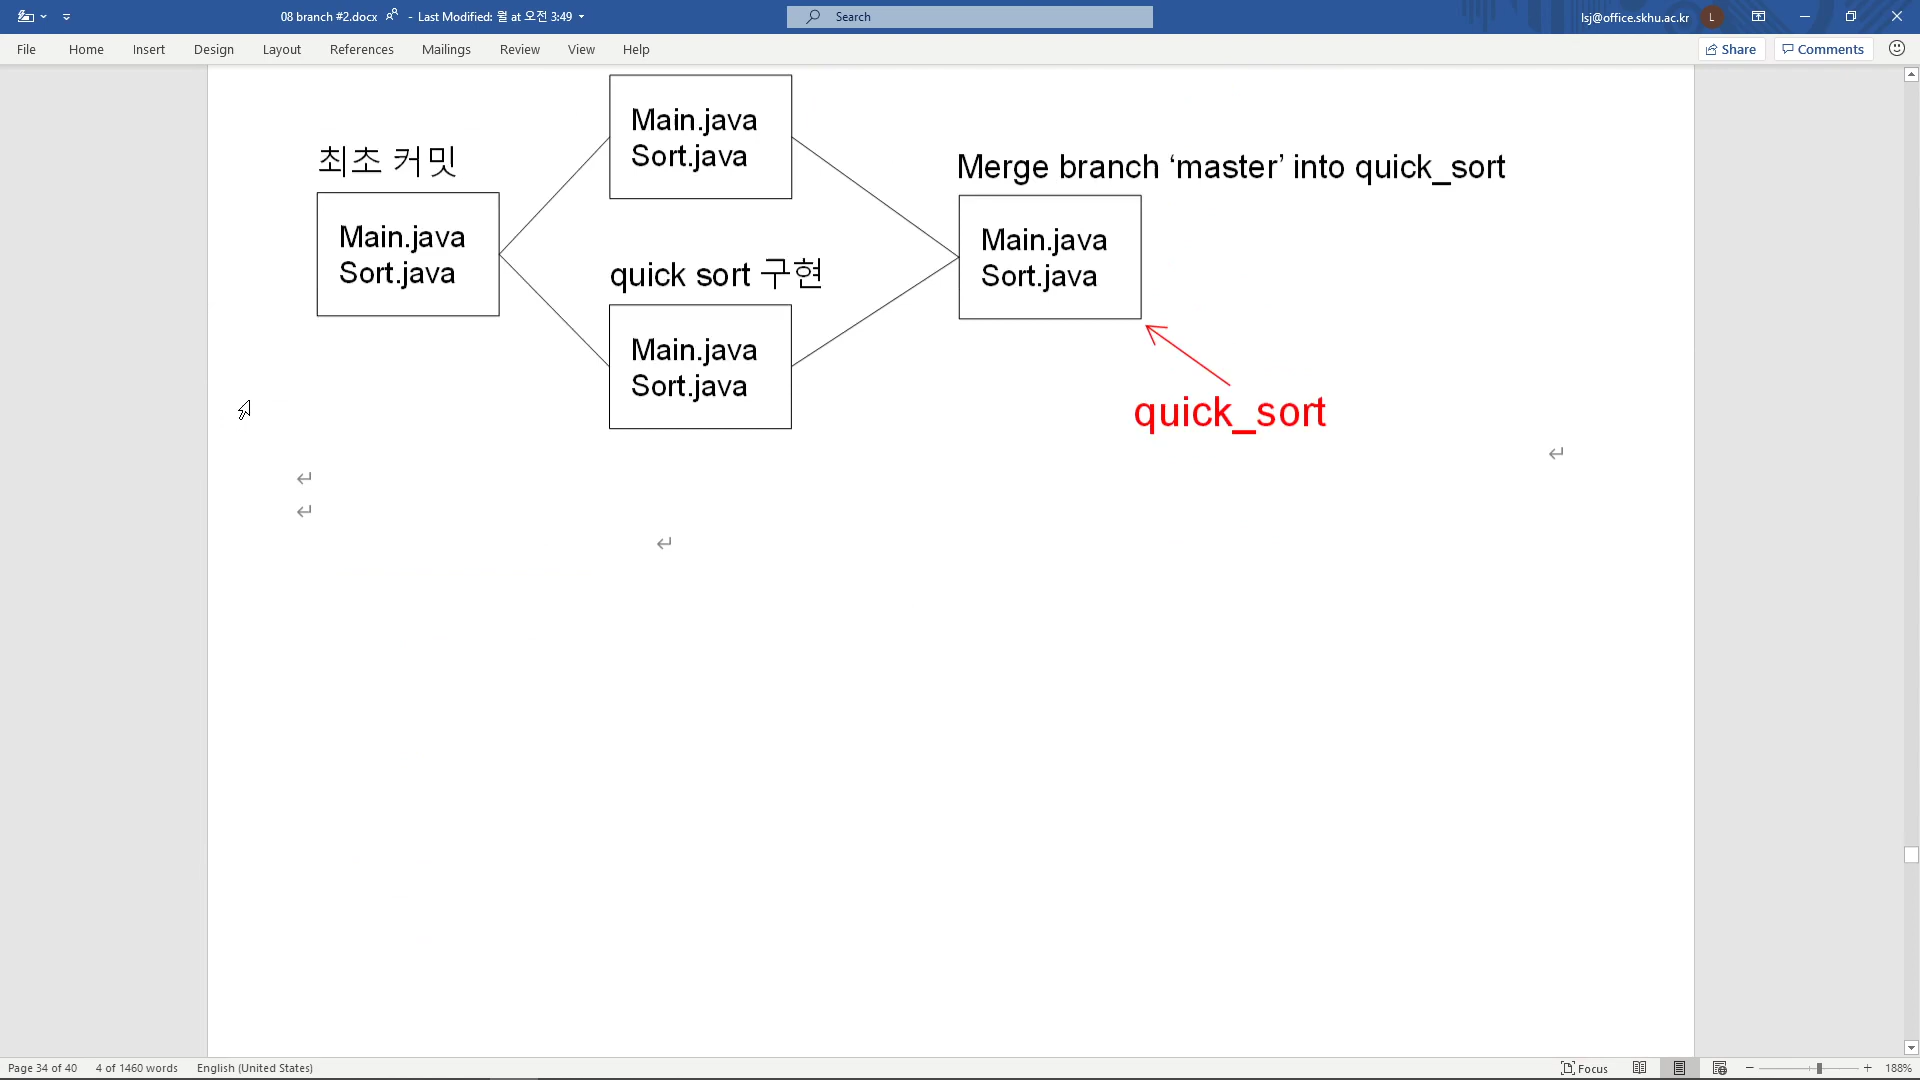 08 branch #2.docx - Last Modified: 월 at 오전 3:49
Search
lsj@office.skhu.ac.kr
L
File Home Insert Design Layout References Mailings Review View Help
Share Comments
Main.java
Sort.java
최초 커밋
Main.java
Sort.java
Merge branch ‘master’ into quick_sort
Main.java
Sort.java
quick sort 구현
Main.java
Sort.java
quick_sort
Page 34 of 40 4 of 1460 words English (United States)
Focus
188%